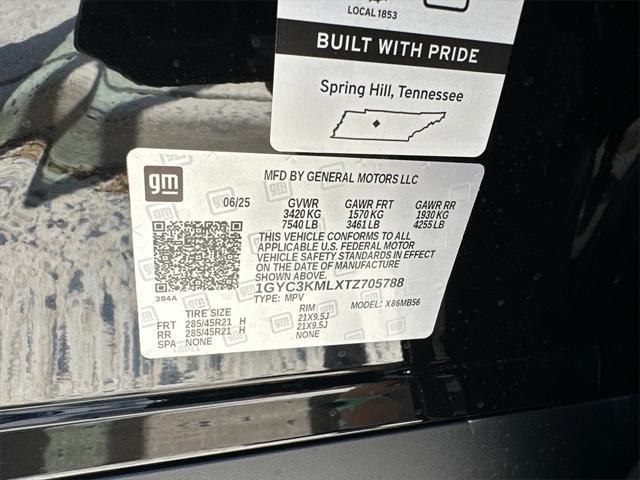 LOCAL 1853
BUILT WITH PRIDE
Spring Hill, Tennessee
gm
MFD BY GENERAL MOTORS LLC
06/25 GVWR GAWR FRT GAWR RR
3420 KG 1570 KG 1930 KG
7540 LB 3461 LB 4255 LB
THIS VEHICLE CONFORMS TO ALL
APPLICABLE U.S. FEDERAL MOTOR
VEHICLE SAFETY STANDARDS IN
EFFECT ON THE DATE OF MANUFACTURE
SHOWN ABOVE.
1GYC3KMLXTZ705788
TYPE: MPV MODEL: X86MB56
384A
TIRE SIZE RIM
FRT 285/45R21 H 21X9.5J
RR 285/45R21 H 21X9.5J
SPA NONE NONE